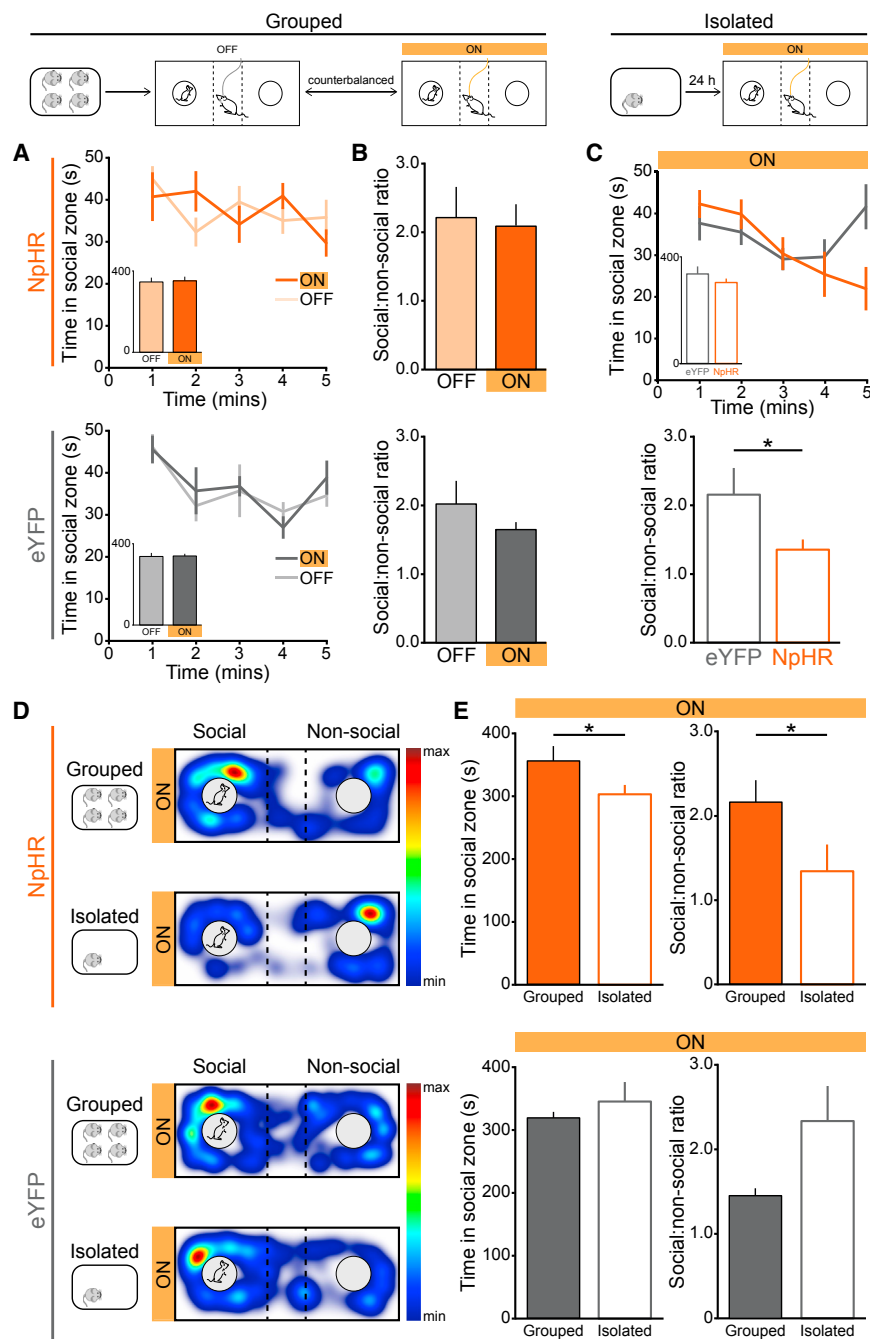 Grouped
Isolated
OFF
ON
ON
counterbalanced
24 h
A
NpHR
Time in social zone (s)
50
40
30
20
10
0
0
1
2
3
4
5
Time (mins)
400
0
OFF
ON
ON
OFF
B
Social:non-social ratio
3.0
2.0
1.0
0.0
OFF
ON
C
ON
Time in social zone (s)
50
40
30
20
10
0
0
1
2
3
4
5
Time (mins)
400
0
eYFP
NpHR
eYFP
Time in social zone (s)
50
40
30
20
10
0
0
1
2
3
4
5
Time (mins)
400
0
OFF
ON
ON
OFF
Social:non-social ratio
3.0
2.0
1.0
0.0
OFF
ON
Social:non-social ratio
3.0
2.0
1.0
0.0
*
eYFP
NpHR
D
NpHR
Social
Non-social
Grouped
ON
max
min
Isolated
ON
max
min
E
ON
Time in social zone (s)
400
300
200
100
0
*
Grouped
Isolated
Social:non-social ratio
3.0
2.0
1.0
0
*
Grouped
Isolated
eYFP
Social
Non-social
Grouped
ON
max
Isolated
ON
min
ON
Time in social zone (s)
400
300
200
100
0
Grouped
Isolated
Social:non-social ratio
3.0
2.0
1.0
0
Grouped
Isolated